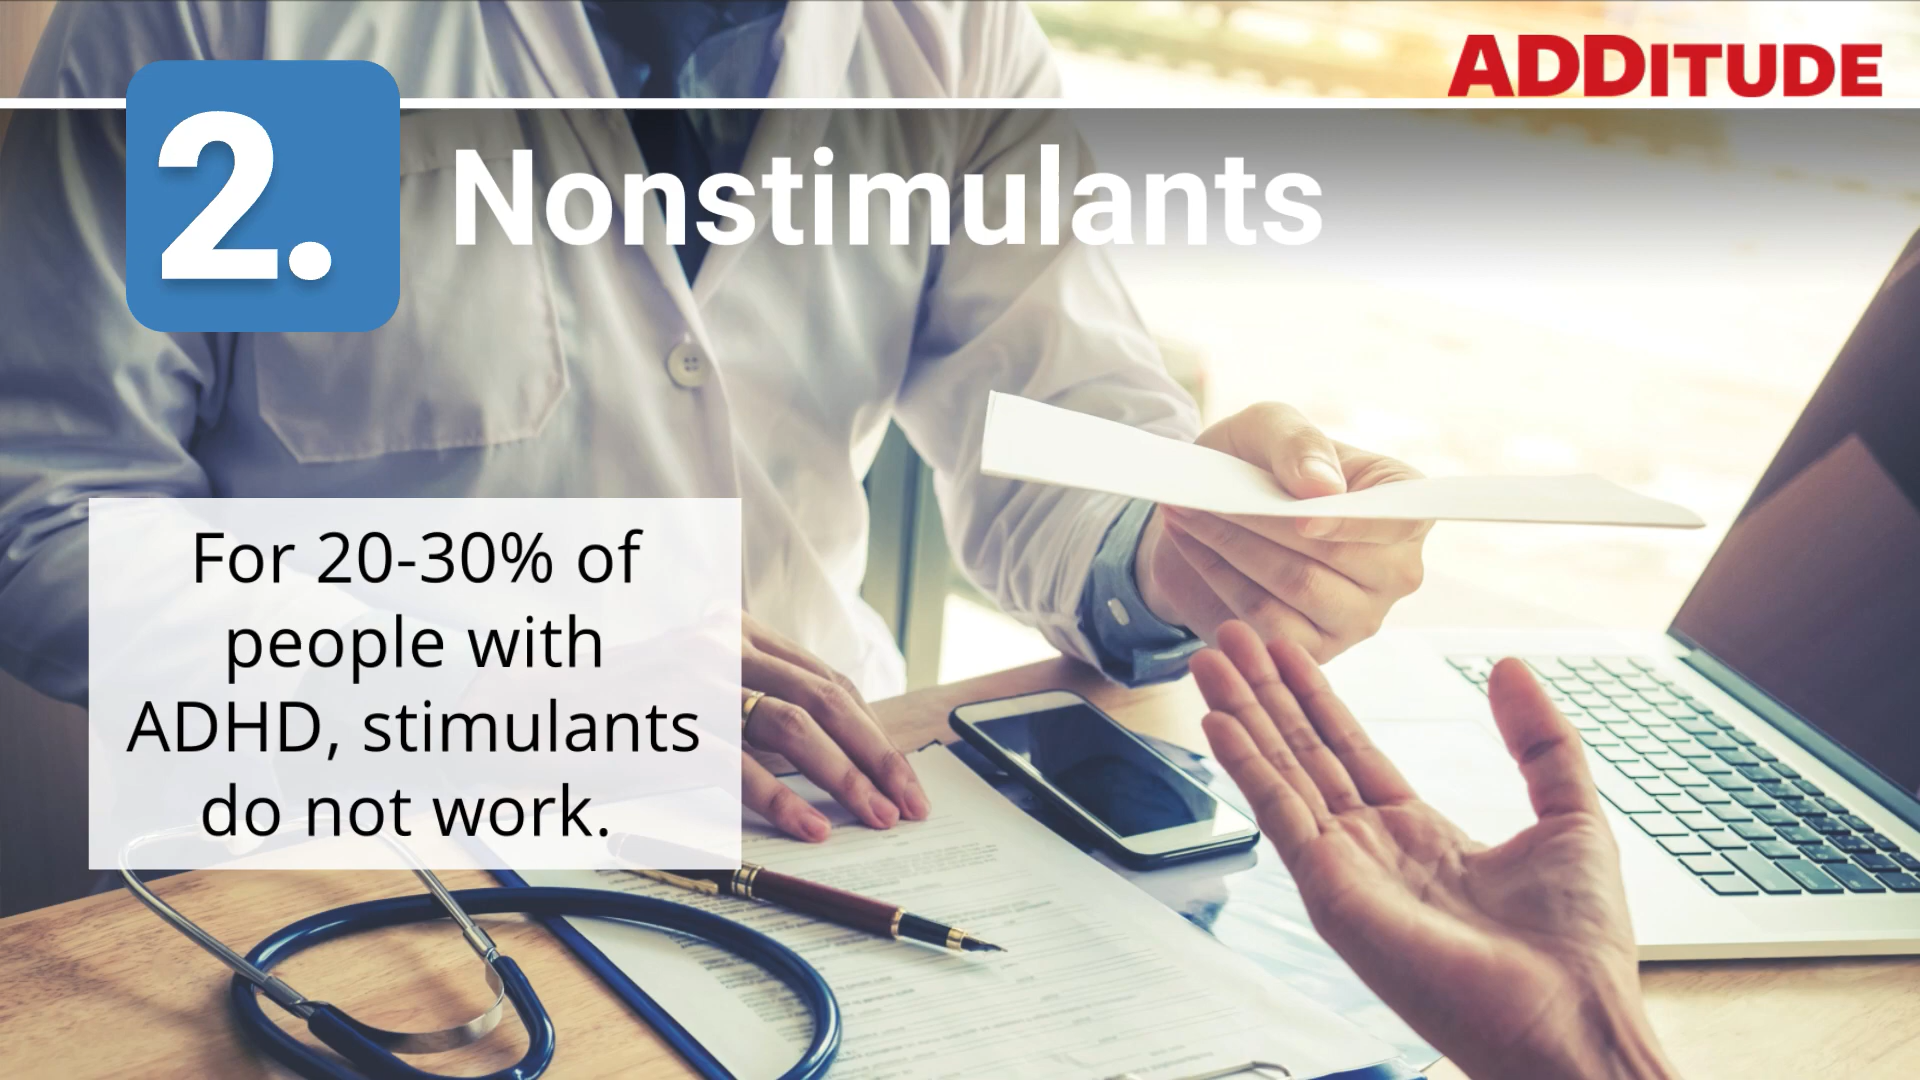 ADDITUDE
2. Nonstimulants
For 20-30% of
people with
ADHD, stimulants
do not work.